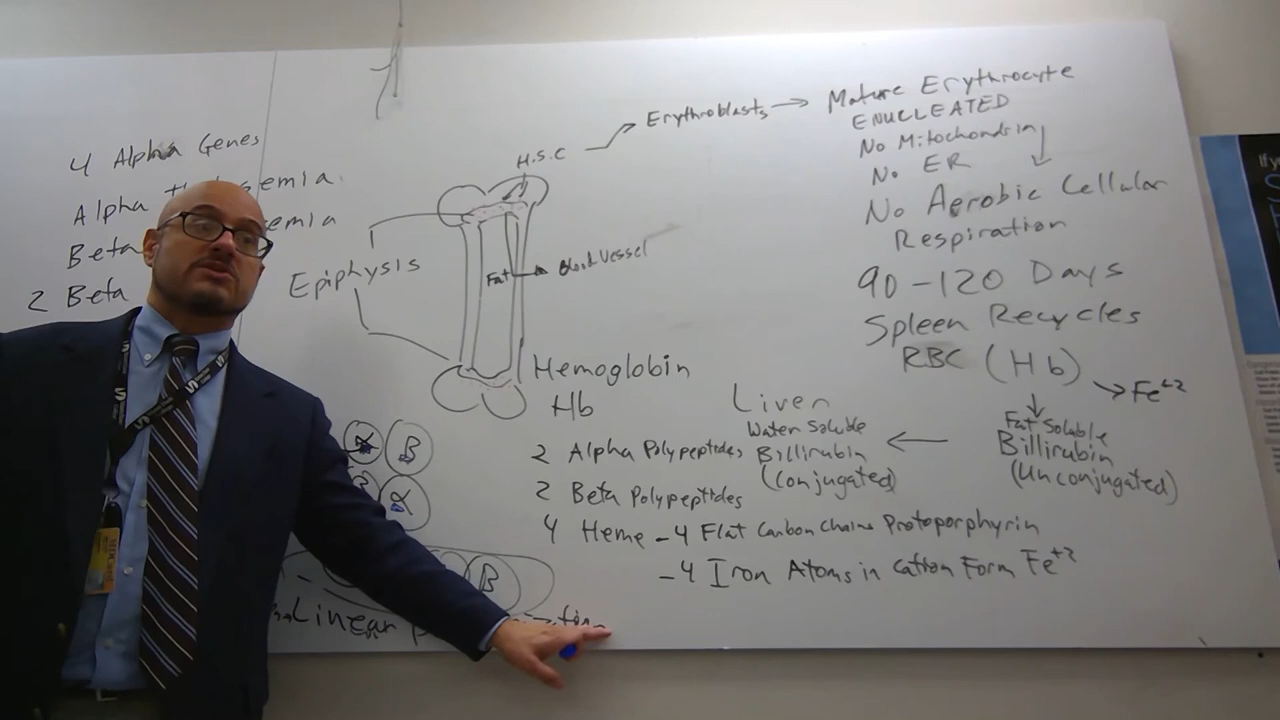 4 Alpha Genes
Alpha
emia
Beta
emia
2 Beta
H.S.C
Erythroblasts →
Epiphysis
Fat
Blood Vessel
Mature Erythrocyte
ENUCLEATED
No Mitochondria
No ER
No Aerobic Cellular
Respiration
90-120 Days
Spleen Recycles
RBC (Hb)
→ Fe+2
Fat Soluble
Billirubin
(Unconjugated)
Liver
Water Soluble
Billirubin
(Conjugated)
Hemoglobin
Hb
2 Alpha Polypeptides
2 Beta Polypeptides
4 Heme - 4 Flat Carbon Chains Protoporphyrin
- 4 Iron Atoms in cation Form Fe+2
α B
α
B
Linear